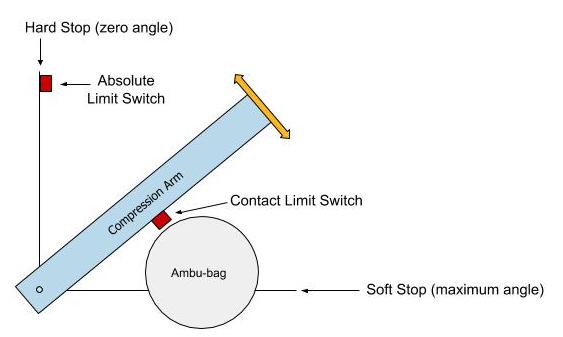 Hard Stop (zero angle)
Absolute
Limit Switch
Compression Arm
Contact Limit Switch
Ambu-bag
Soft Stop (maximum angle)